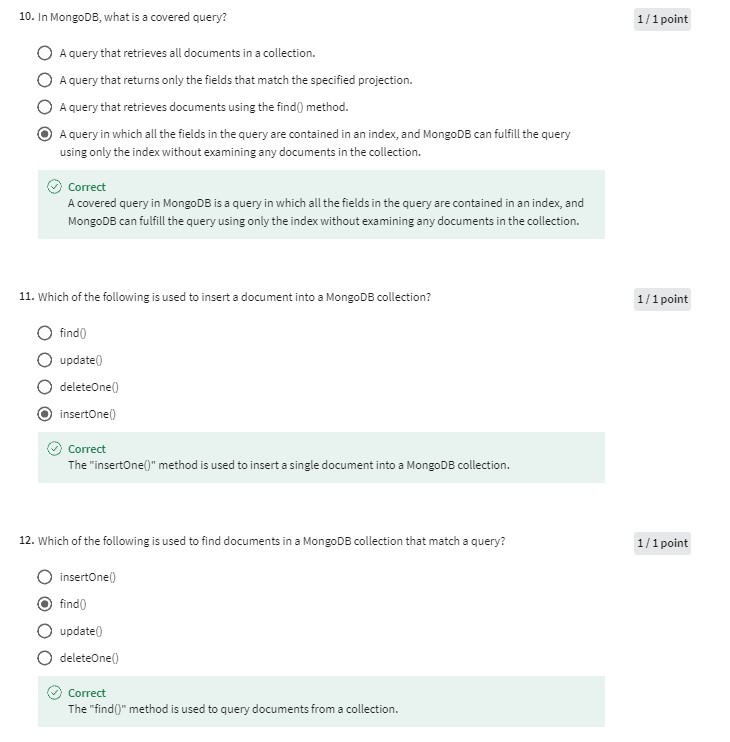 10. In MongoDB, what is a covered query?
1 / 1 point
A query that retrieves all documents in a collection.
A query that returns only the fields that match the specified projection.
A query that retrieves documents using the find() method.
A query in which all the fields in the query are contained in an index, and MongoDB can fulfill the query
using only the index without examining any documents in the collection.
Correct
A covered query in MongoDB is a query in which all the fields in the query are contained in an index, and
MongoDB can fulfill the query using only the index without examining any documents in the collection.
11. Which of the following is used to insert a document into a MongoDB collection?
1 / 1 point
find()
update()
deleteOne()
insertOne()
Correct
The "insertOne()" method is used to insert a single document into a MongoDB collection.
12. Which of the following is used to find documents in a MongoDB collection that match a query?
1 / 1 point
insertOne()
find()
update()
deleteOne()
Correct
The "find()" method is used to query documents from a collection.